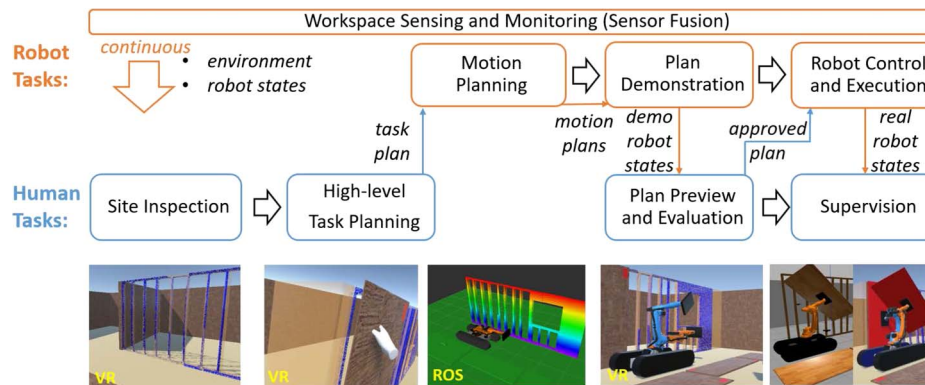 Workspace Sensing and Monitoring (Sensor Fusion)
Robot
Tasks:
continuous
• environment
• robot states
Motion
Planning
Plan
Demonstration
Robot Control
and Execution
task
plan
motion
plans
demo
robot
states
approved
plan
real
robot
states
Human
Tasks:
Site Inspection
High-level
Task Planning
Plan Preview
and Evaluation
Supervision
VR
VR
ROS
VR